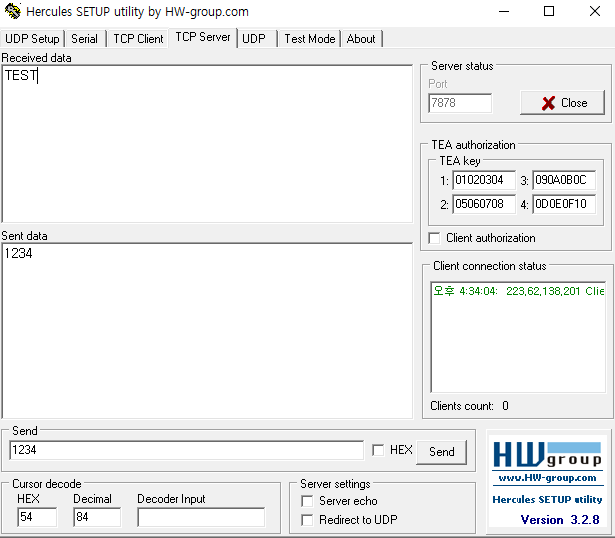 Hercules SETUP utility by HW-group.com
UDP Setup Serial TCP Client TCP Server UDP Test Mode About
Received data
TEST
Sent data
1234
Server status
Port
7878 Close
TEA authorization
TEA key
1: 01020304 3: 090A0B0C
2: 05060708 4: 0D0E0F10
Client authorization
Client connection status
오후 4:34:04: 223,62,138,201 Clie
Clients count: 0
Send
1234 HEX Send
Cursor decode
HEX Decimal Decoder Input
54 84
Server settings
Server echo
Redirect to UDP
HWgroup
www.HW-group.com
Hercules SETUP utility
Version 3.2.8